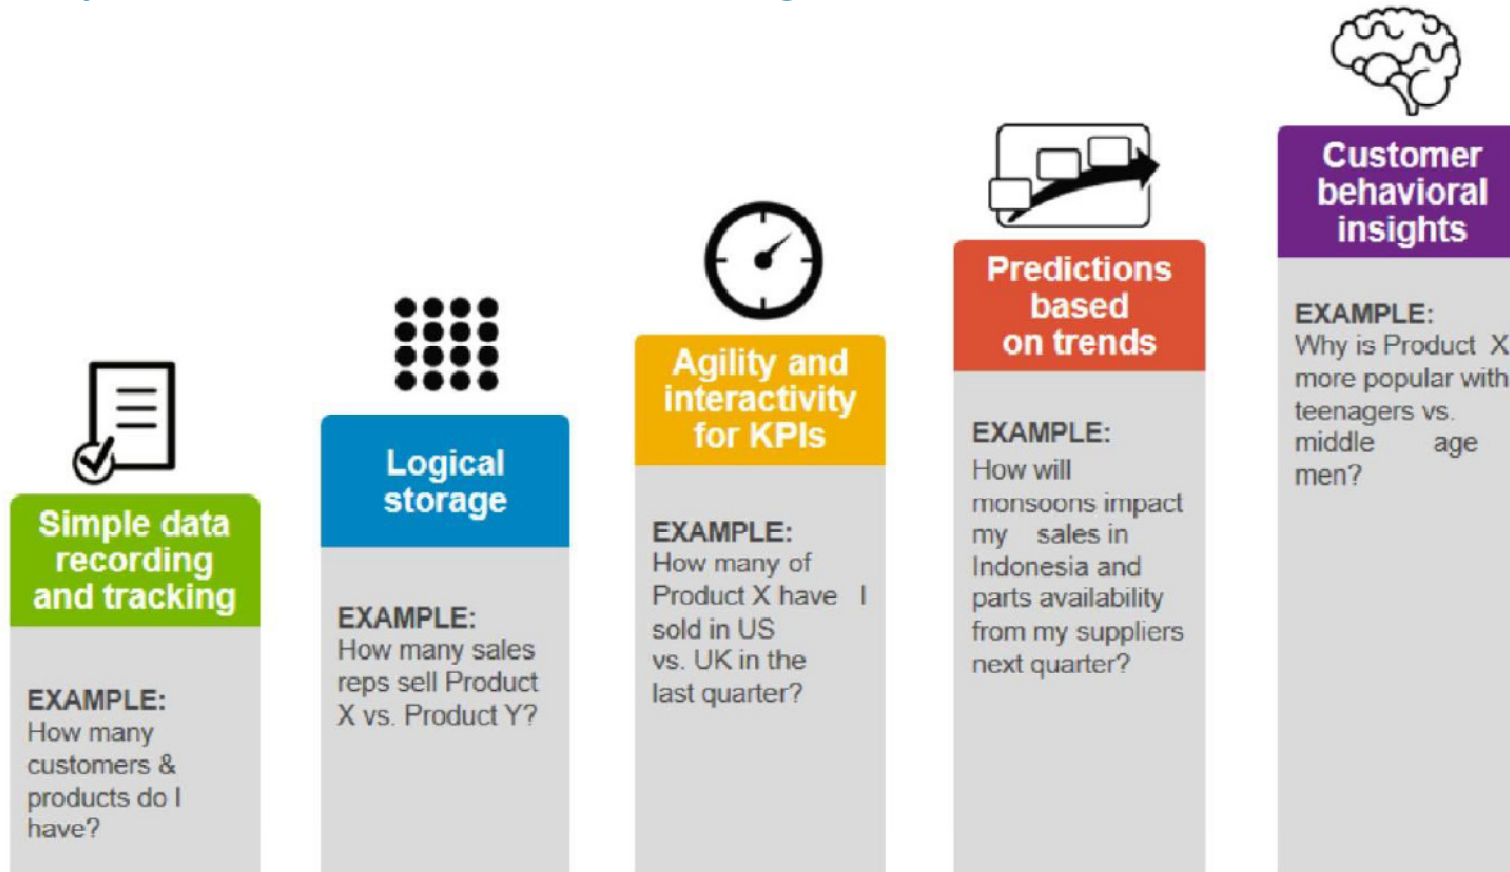 Simple data
recording
and tracking
EXAMPLE:
How many
customers &
products do I
have?
Logical
storage
EXAMPLE:
How many sales
reps sell Product
X vs. Product Y?
Agility and
interactivity
for KPIs
EXAMPLE:
How many of
Product X have I
sold in US
vs. UK in the
last quarter?
Predictions
based
on trends
EXAMPLE:
How will
monsoons impact
my sales in
Indonesia and
parts availability
from my suppliers
next quarter?
Customer
behavioral
insights
EXAMPLE:
Why is Product X
more popular with
teenagers vs.
middle age
men?